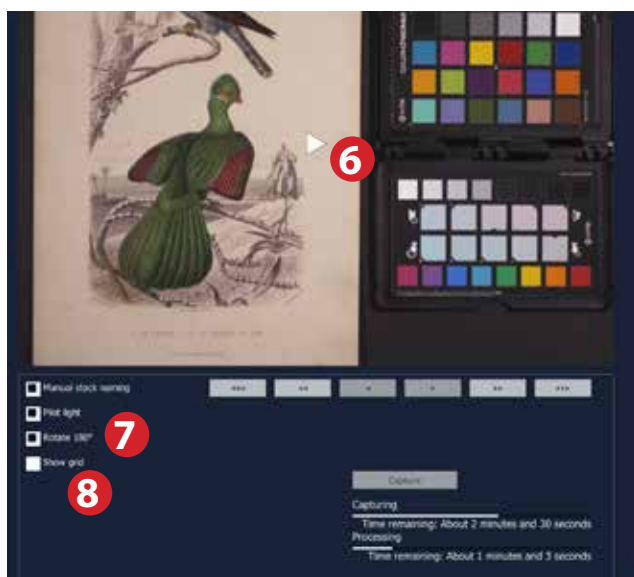 6
Manual stock naming
Pilot light
Rotate 180°
7
Show grid
8
Capture
Capturing
Time remaining: About 2 minutes and 30 seconds
Processing
Time remaining: About 1 minutes and 3 seconds